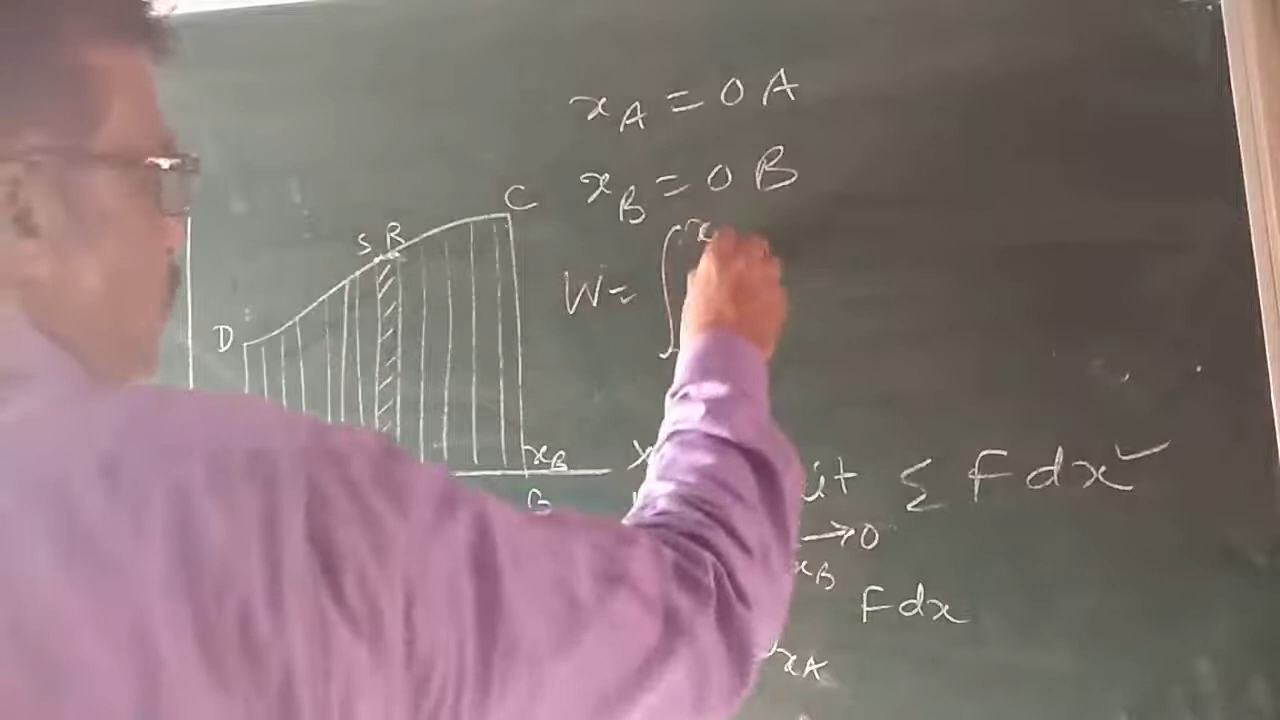 x_A = 0 A
x_B = 0 B
C
S R
D
W = ∫ x
x_B
X
B
it Σ F dx ✓
→ 0
x_B
F dx
x_A